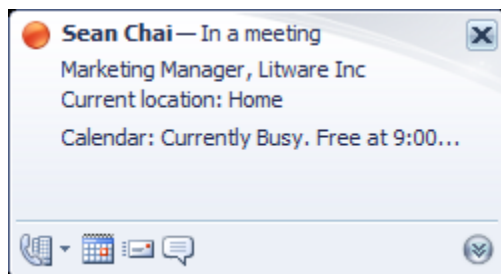 Sean Chai — In a meeting
Marketing Manager, Litware Inc
Current location: Home
Calendar: Currently Busy. Free at 9:00...